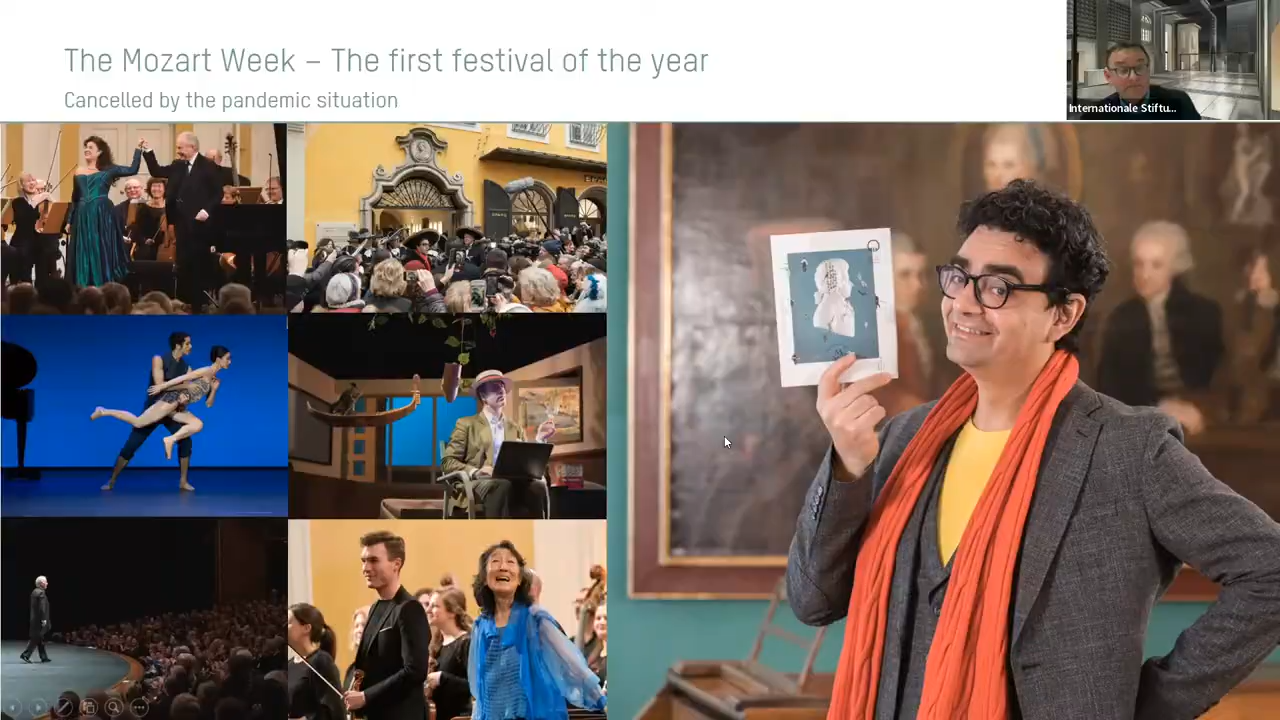 The Mozart Week – The first festival of the year
Cancelled by the pandemic situation
Internationale Stiftu...